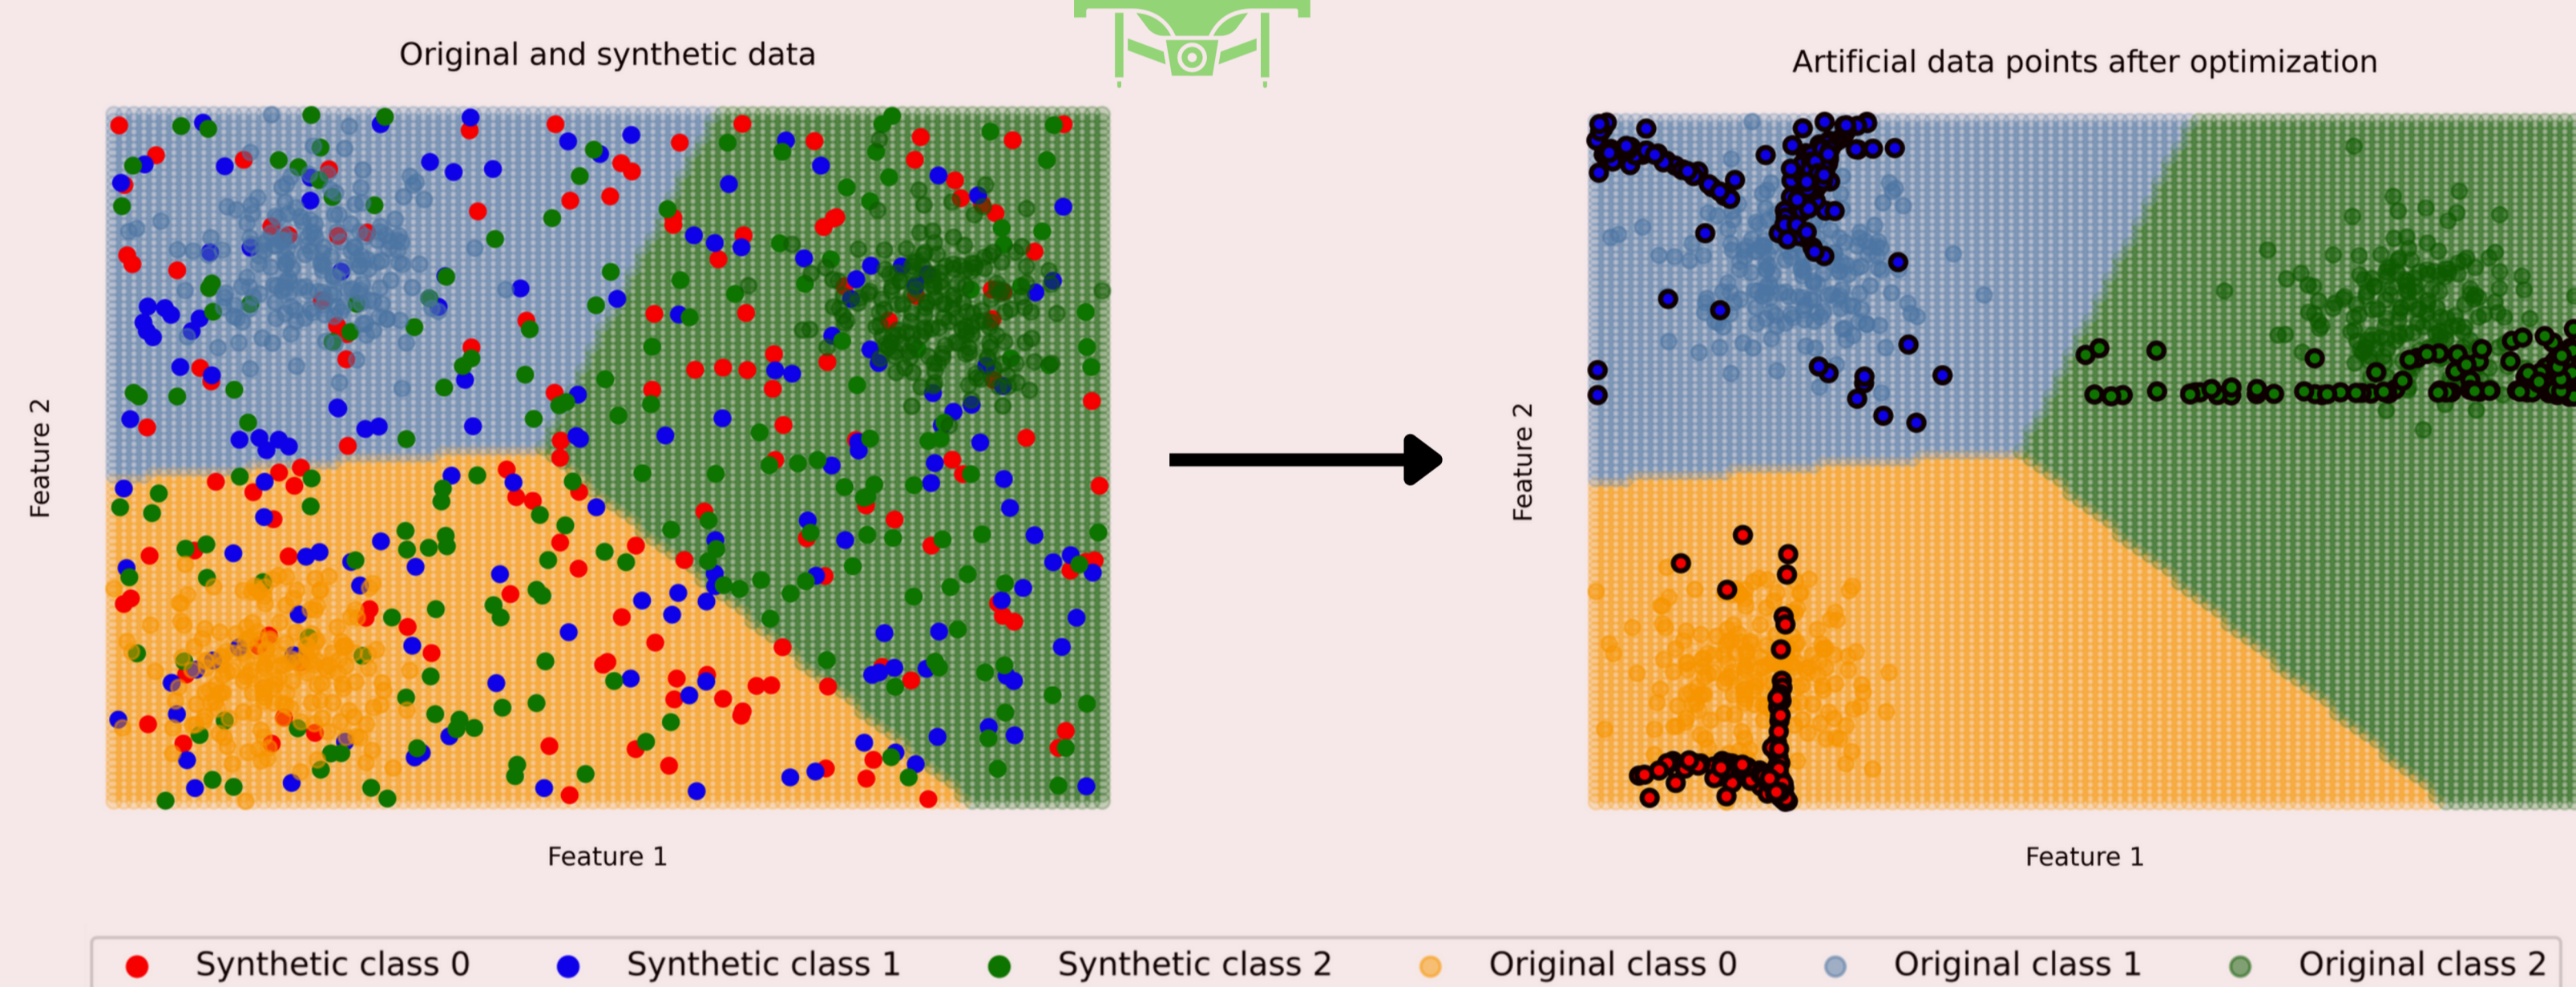 Original and synthetic data
Artificial data points after optimization
Feature 2
Feature 2
Feature 1
Feature 1
Synthetic class 0
Synthetic class 1
Synthetic class 2
Original class 0
Original class 1
Original class 2